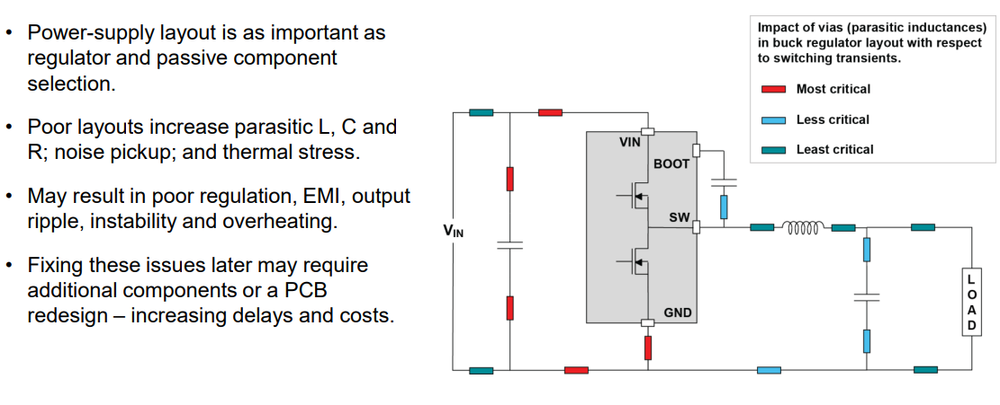 • Power-supply layout is as important as
regulator and passive component
selection.
• Poor layouts increase parasitic L, C and
R; noise pickup; and thermal stress.
• May result in poor regulation, EMI, output
ripple, instability and overheating.
• Fixing these issues later may require
additional components or a PCB
redesign – increasing delays and costs.
Impact of vias (parasitic inductances)
in buck regulator layout with respect
to switching transients.
Most critical
Less critical
Least critical
VIN
BOOT
SW
VIN
GND
LOAD